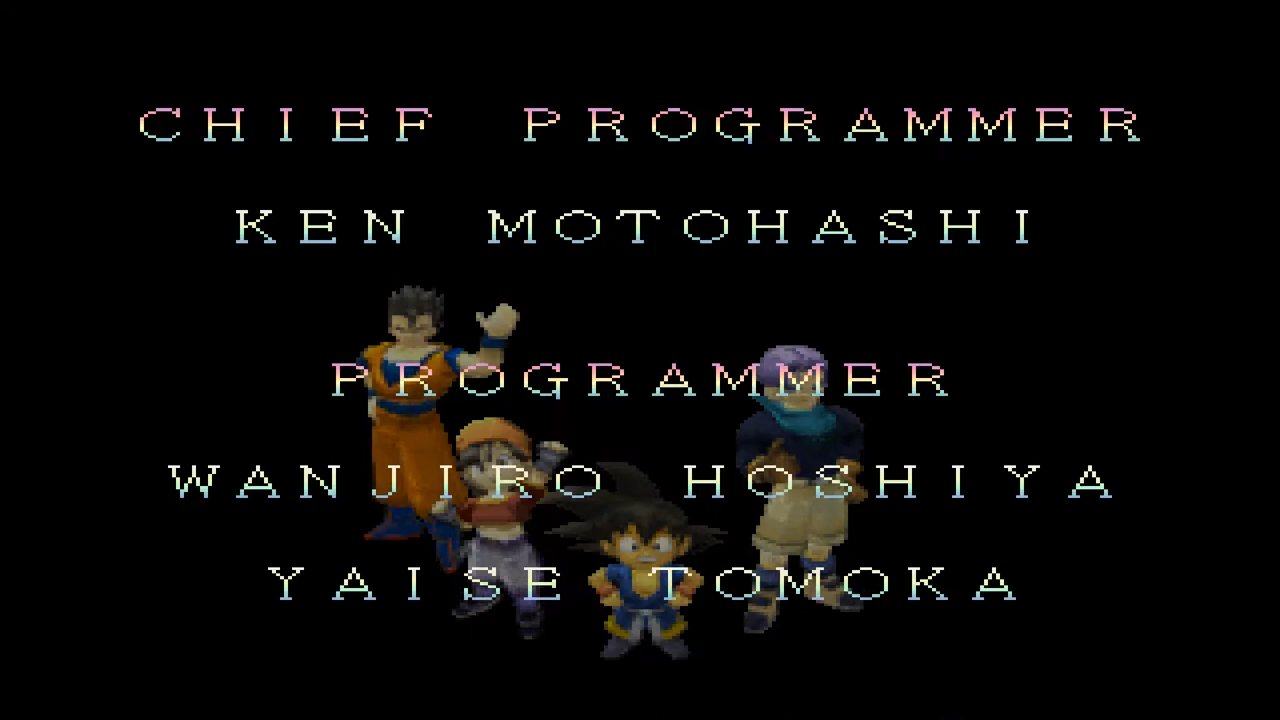 CHIEF PROGRAMMER
KEN MOTOHASHI
PROGRAMMER
WANJIRO HOSHIYA
YAISE TOMOKA